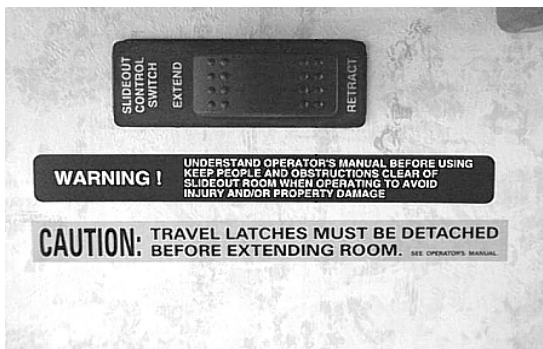 SLIDEOUT
CONTROL
SWITCH
EXTEND
RETRACT
WARNING !
UNDERSTAND OPERATOR'S MANUAL BEFORE USING
KEEP PEOPLE AND OBSTRUCTIONS CLEAR OF
SLIDEOUT ROOM WHEN OPERATING TO AVOID
INJURY AND/OR PROPERTY DAMAGE
CAUTION:
TRAVEL LATCHES MUST BE DETACHED
BEFORE EXTENDING ROOM. SEE OPERATOR'S MANUAL